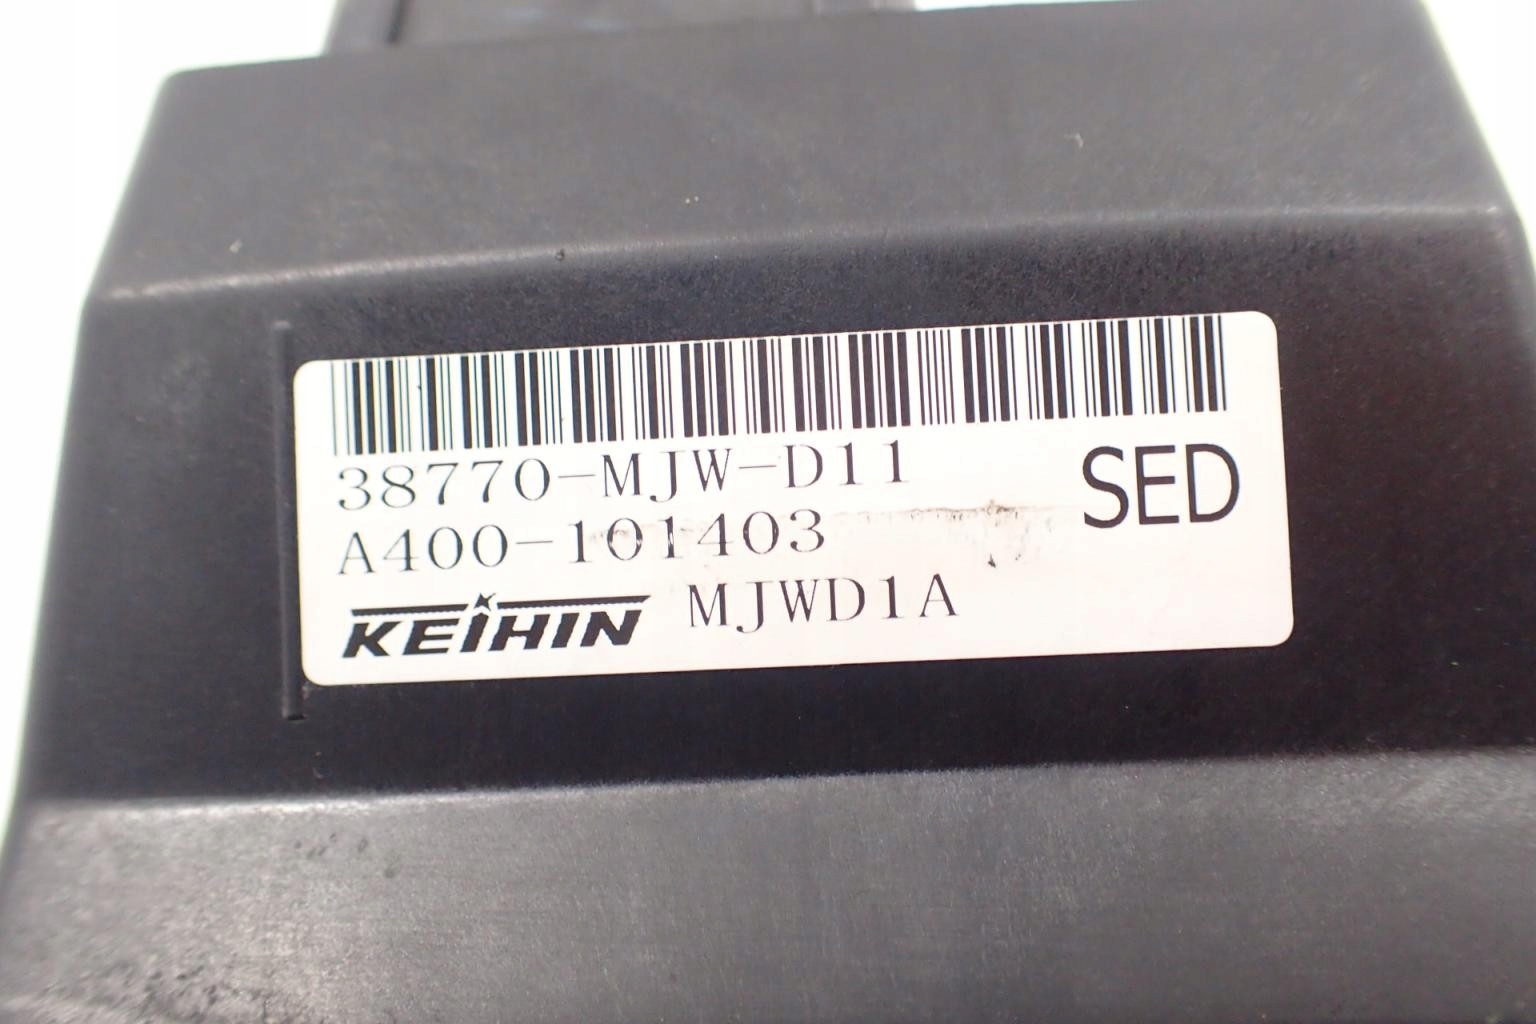 38770-MJW-D11
SED
A400-101403
KEIHIN MJWD1A